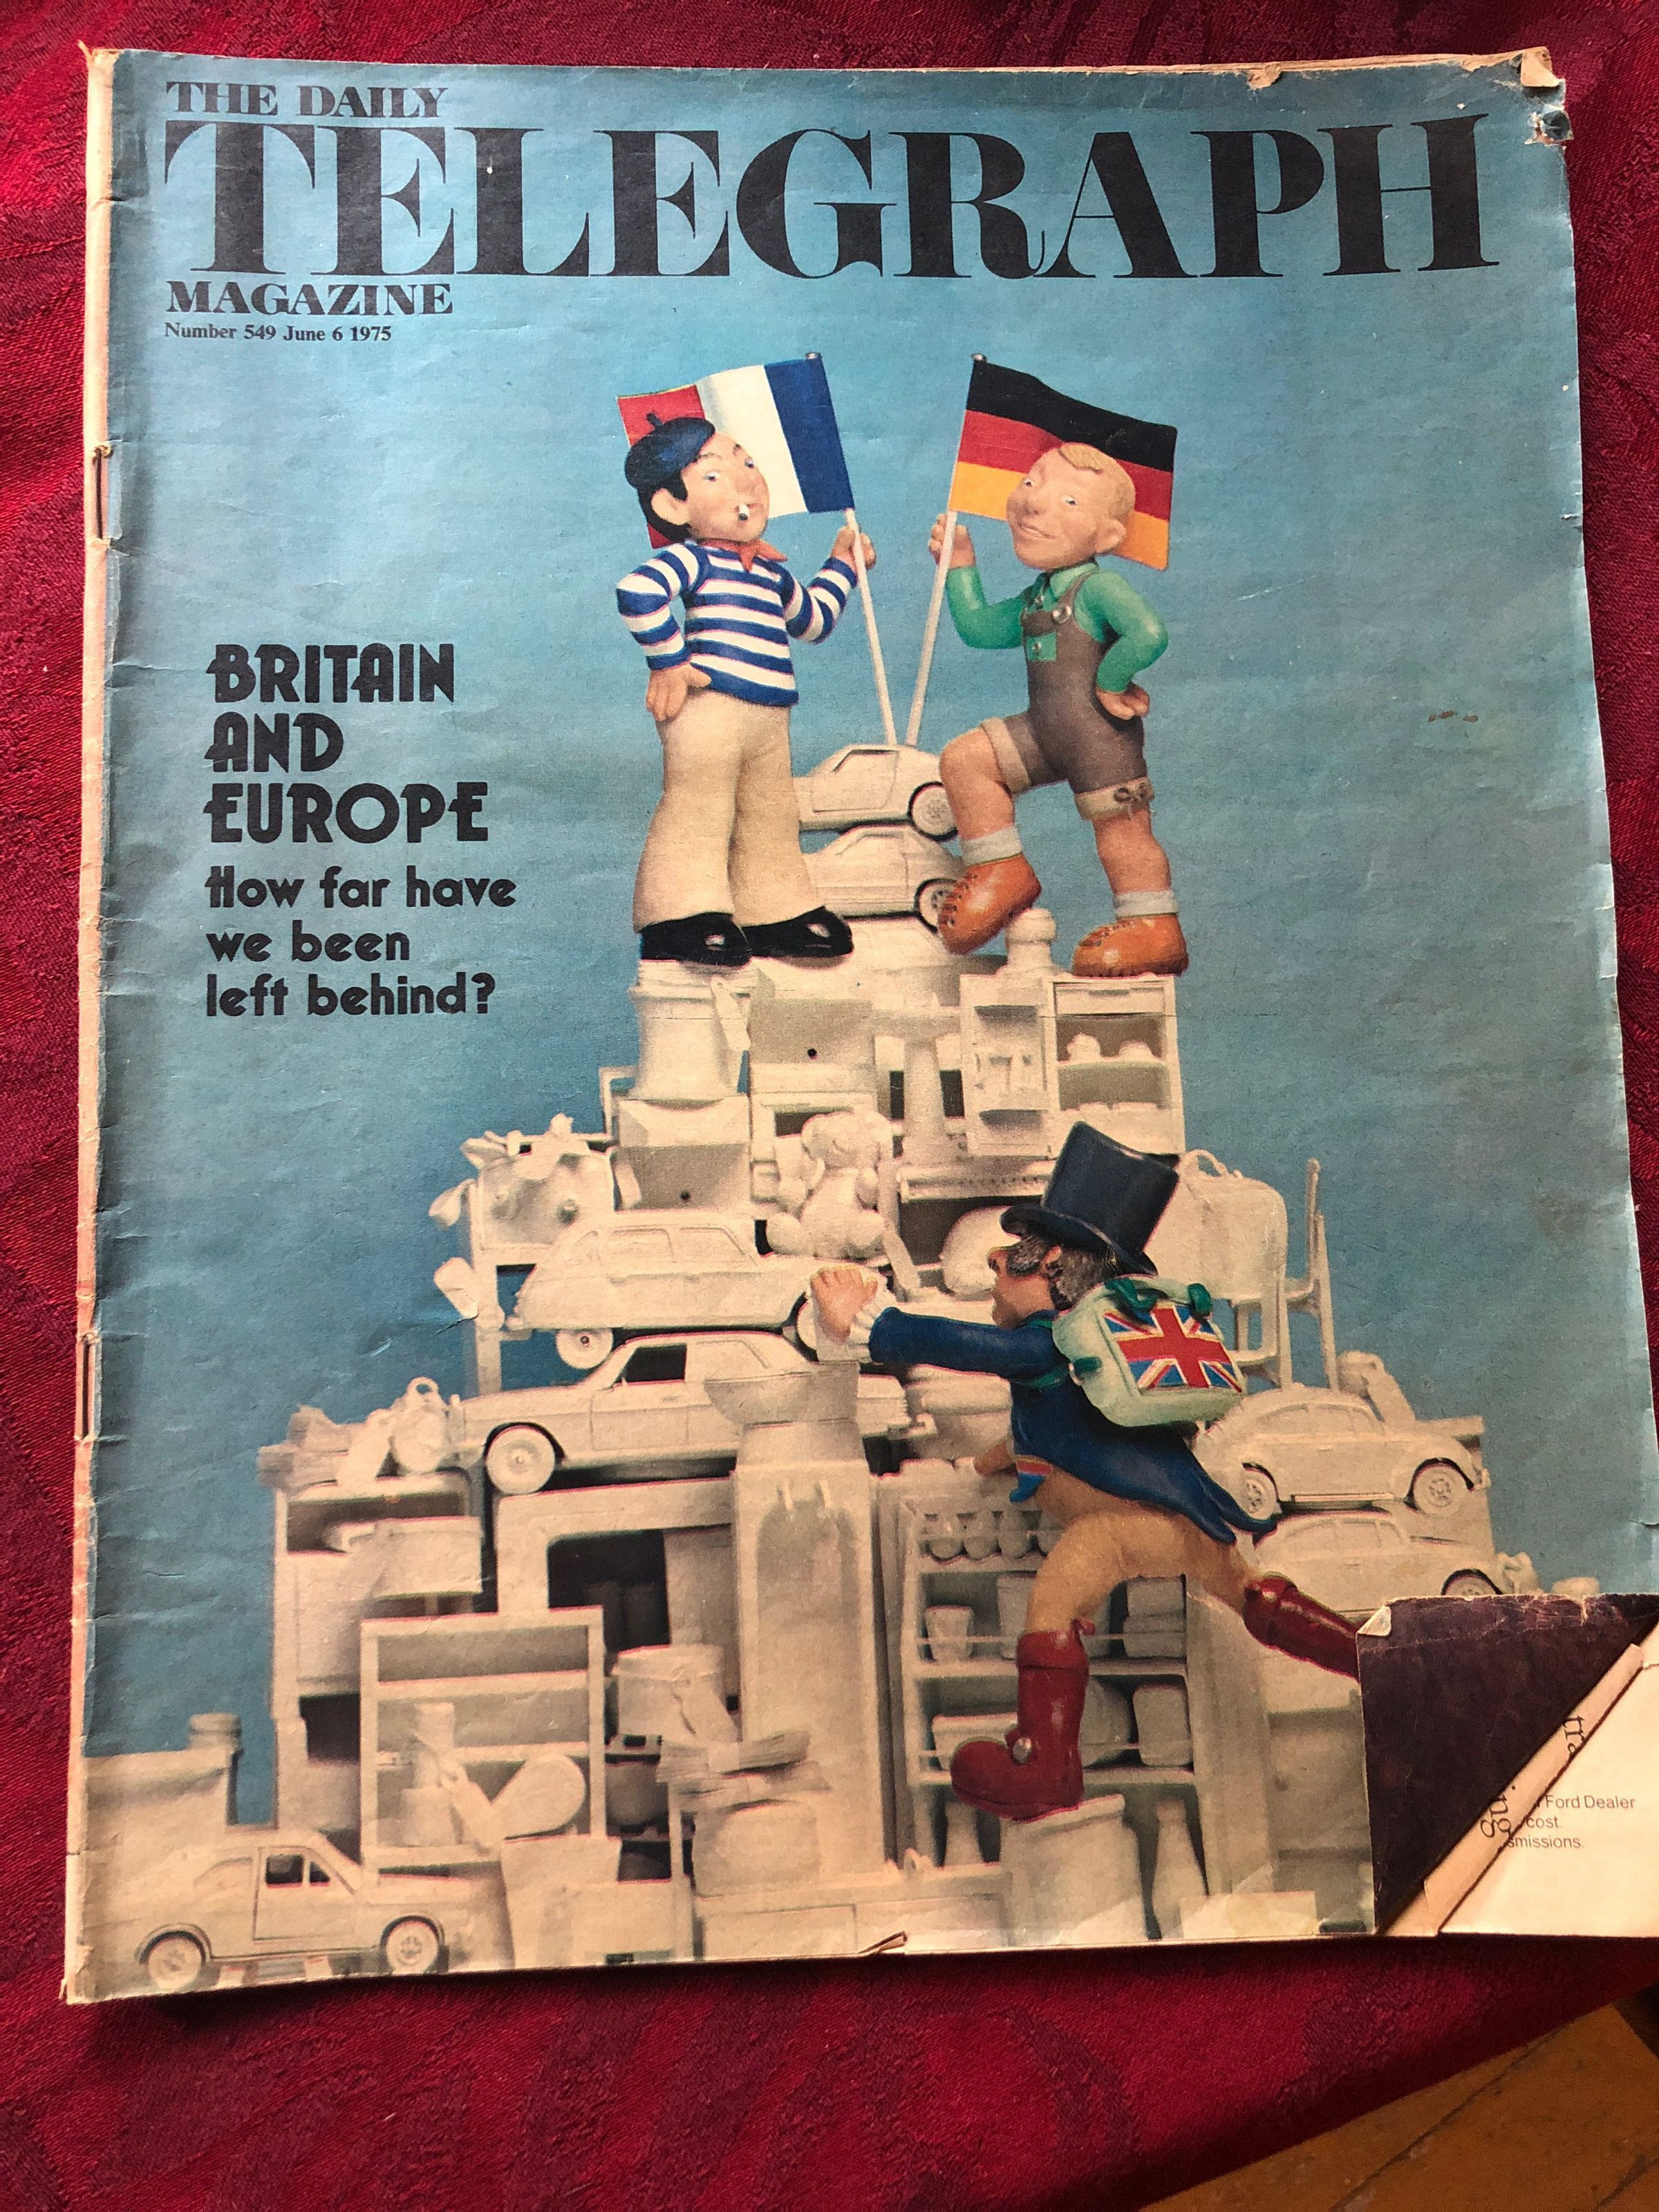 THE DAILY
TELEGRAPH
MAGAZINE
Number 549 June 6 1975
BRITAIN
AND
EUROPE
How far have
we been
left behind?
Ford Dealer
cost.